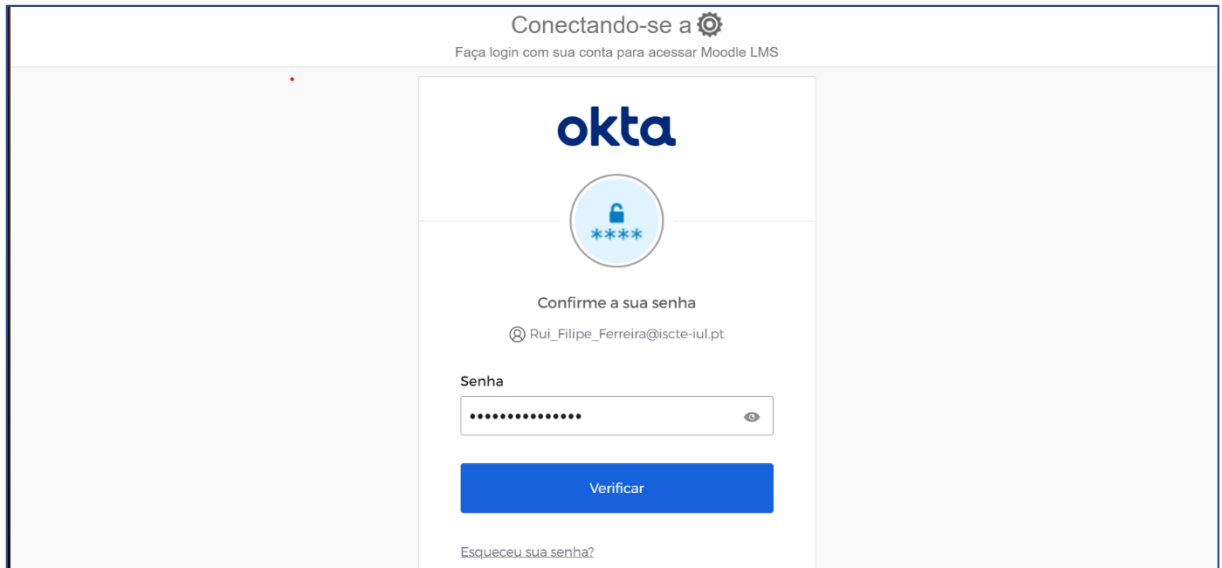 Conectando-se a
Faça login com sua conta para acessar Moodle LMS
okta
****
Confirme a sua senha
Rui_Filipe_Ferreira@iscte-iul.pt
Senha
•••••••••••••••
Verificar
Esqueceu sua senha?